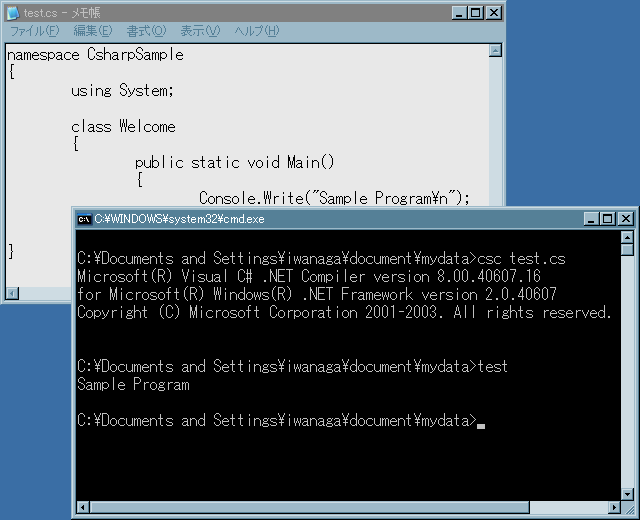 test.cs - メモ帳
ファイル(F) 編集(E) 書式(O) 表示(V) ヘルプ(H)
namespace CsharpSample
{
using System;
class Welcome
{
public static void Main()
{
Console.Write("Sample Program¥n");
}
C:¥WINDOWS¥system32¥cmd.exe
C:¥Documents and Settings¥iwanaga¥document¥mydata>csc test.cs
Microsoft(R) Visual C# .NET Compiler version 8.00.40607.16
for Microsoft(R) Windows(R) .NET Framework version 2.0.40607
Copyright (C) Microsoft Corporation 2001-2003. All rights reserved.
C:¥Documents and Settings¥iwanaga¥document¥mydata>test
Sample Program
C:¥Documents and Settings¥iwanaga¥document¥mydata>